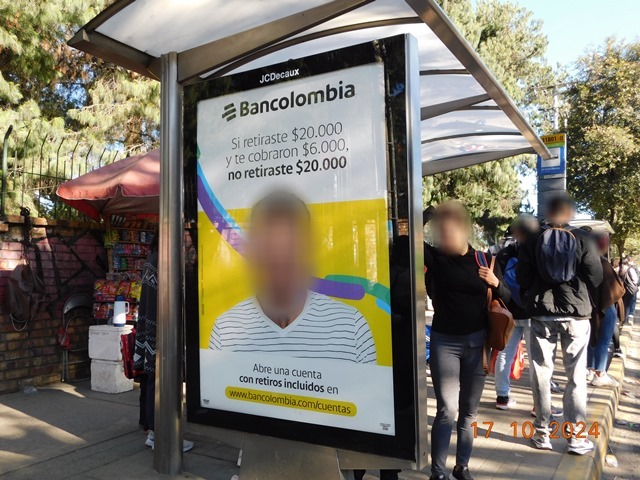 JCDecaux
Bancolombia
Si retiraste $20.000
y te cobraron $6.000,
no retiraste $20.000
Abre una cuenta
con retiros incluidos en
www.bancolombia.com/cuentas
17 10 2024